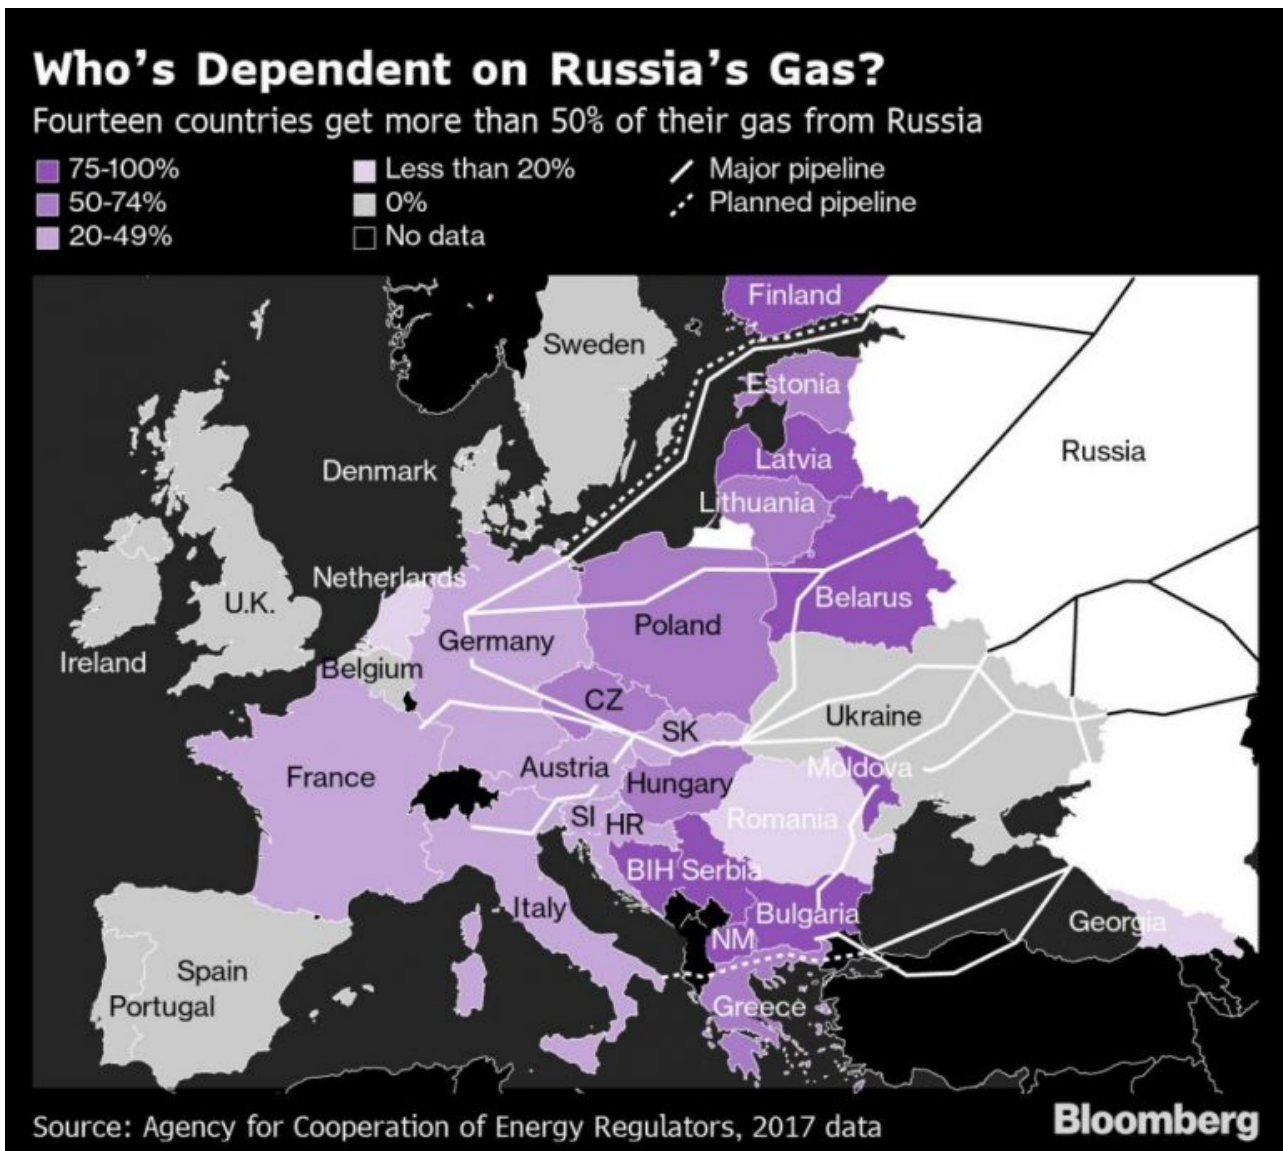 Who's Dependent on Russia's Gas?
Fourteen countries get more than 50% of their gas from Russia
75-100%
Less than 20%
Major pipeline
50-74%
0%
Planned pipeline
20-49%
No data
Finland
Sweden
Estonia
Russia
Latvia
Denmark
Lithuania
Netherlands
Belarus
U.K.
Poland
Germany
Ireland
Belgium
CZ
Ukraine
SK
Austria
Moldova
France
Hungary
SI
HR
Romania
BIH
Serbia
Italy
Bulgaria
Georgia
NM
Spain
Portugal
Greece
Source: Agency for Cooperation of Energy Regulators, 2017 data
Bloomberg